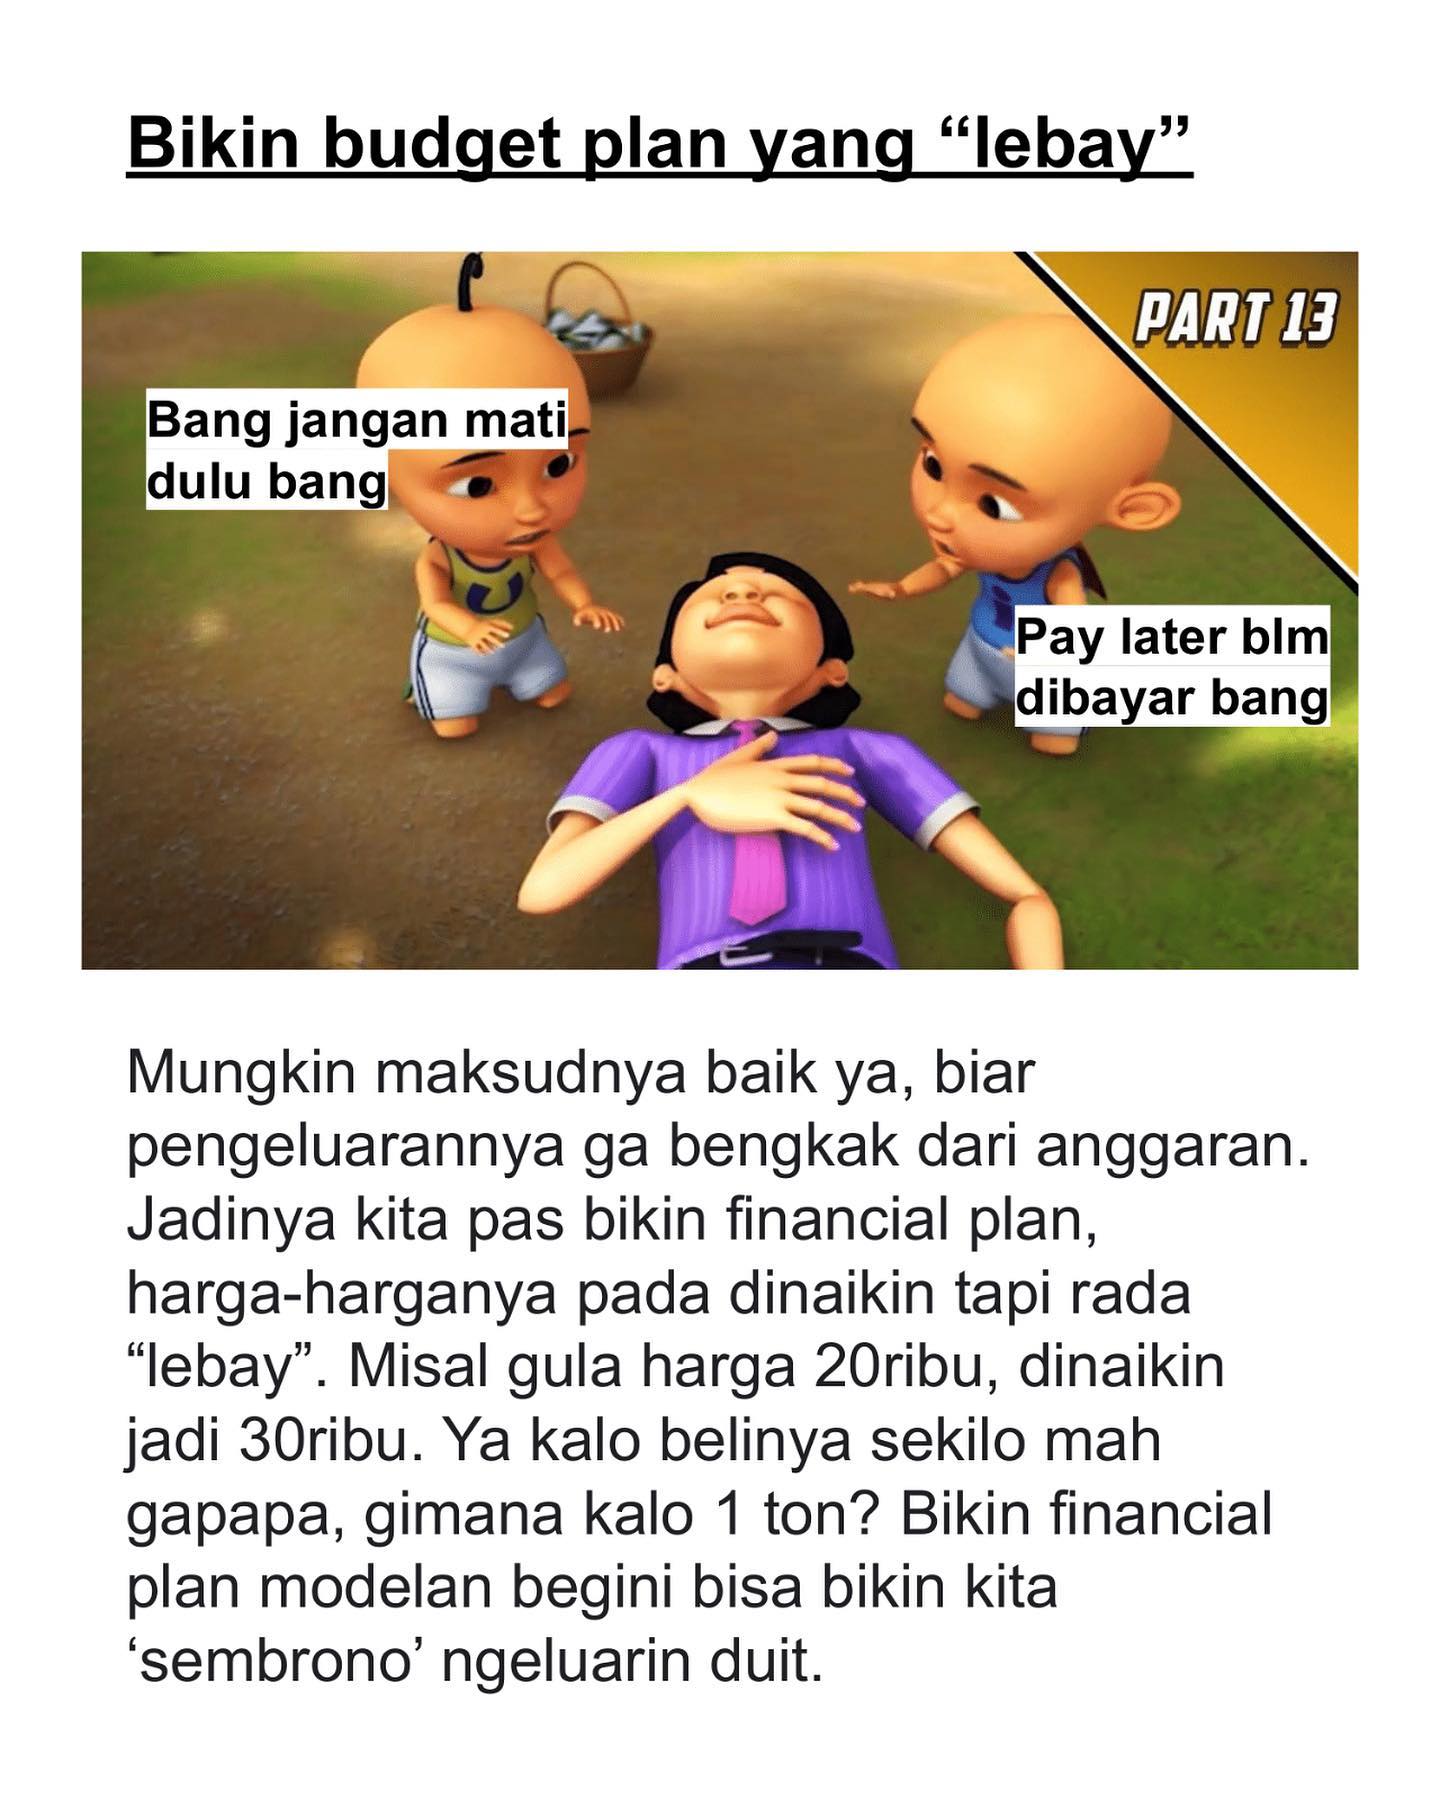 Bikin budget plan yang “lebay”
PART 13
Bang jangan mati
dulu bang
Pay later blm
dibayar bang
Mungkin maksudnya baik ya, biar
pengeluarannya ga bengkak dari anggaran.
Jadinya kita pas bikin financial plan,
harga-harganya pada dinaikin tapi rada
“lebay”. Misal gula harga 20ribu, dinaikin
jadi 30ribu. Ya kalo belinya sekilo mah
gapapa, gimana kalo 1 ton? Bikin financial
plan modelan begini bisa bikin kita
‘sembrono’ ngeluarin duit.